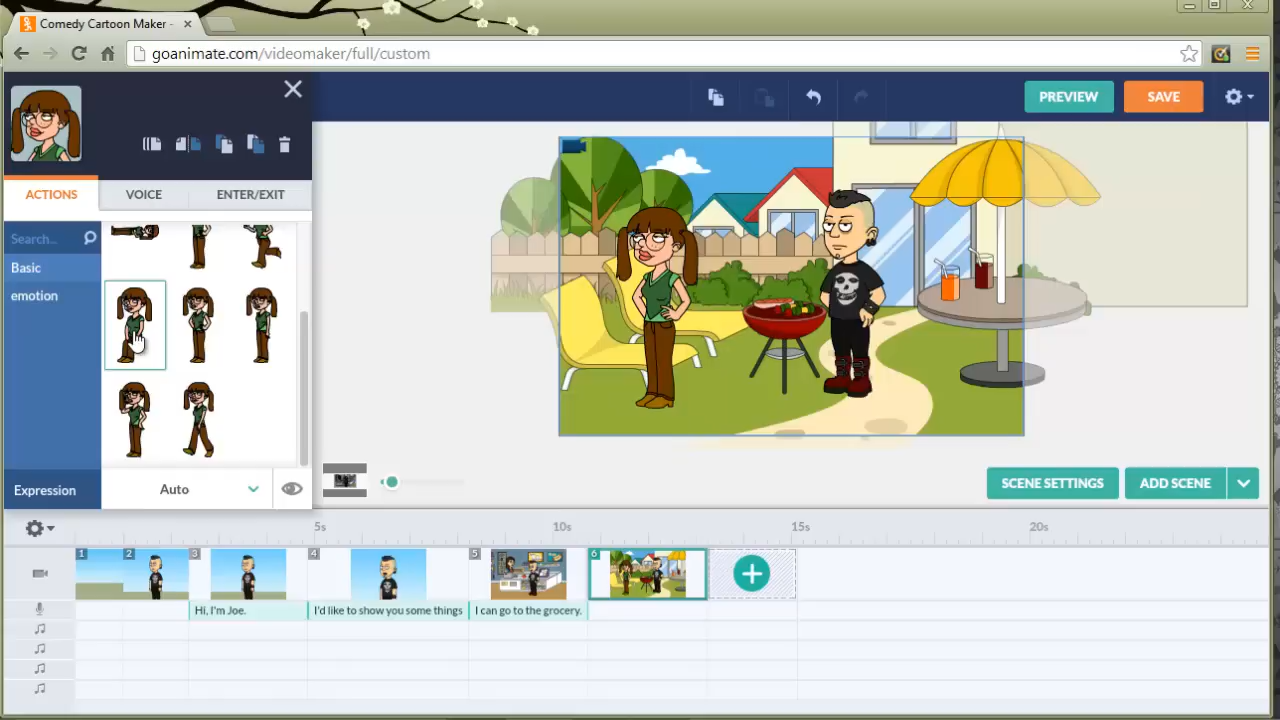 Comedy Cartoon Maker -
goanimate.com/videomaker/full/custom
PREVIEW
SAVE
ACTIONS
VOICE
ENTER/EXIT
Search...
Basic
emotion
Expression
Auto
SCENE SETTINGS
ADD SCENE
5s
10s
15s
20s
1
2
3
4
5
6
Hi, I'm Joe.
I'd like to show you some things
I can go to the grocery.